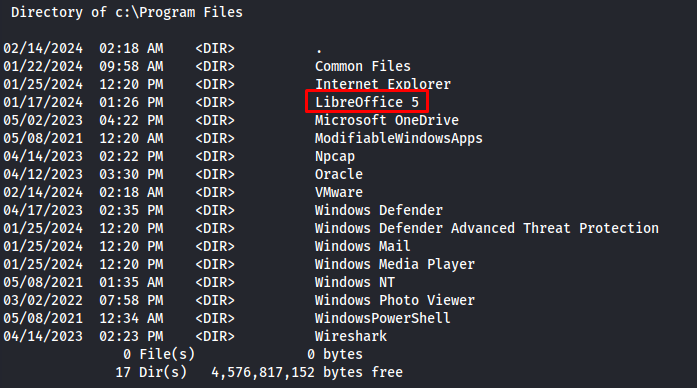 Directory of c:\Program Files
02/14/2024  02:18 AM    <DIR>          .
01/22/2024  09:58 AM    <DIR>          Common Files
01/25/2024  12:20 PM    <DIR>          Internet Explorer
01/17/2024  01:26 PM    <DIR>          LibreOffice 5
05/02/2023  04:22 PM    <DIR>          Microsoft OneDrive
05/08/2021  12:20 AM    <DIR>          ModifiableWindowsApps
04/14/2023  02:22 PM    <DIR>          Npcap
04/12/2023  03:30 PM    <DIR>          Oracle
02/14/2024  02:18 AM    <DIR>          VMware
04/17/2023  02:35 PM    <DIR>          Windows Defender
01/25/2024  12:20 PM    <DIR>          Windows Defender Advanced Threat Protection
01/25/2024  12:20 PM    <DIR>          Windows Mail
01/25/2024  12:20 PM    <DIR>          Windows Media Player
05/08/2021  01:35 AM    <DIR>          Windows NT
03/02/2022  07:58 PM    <DIR>          Windows Photo Viewer
05/08/2021  12:34 AM    <DIR>          WindowsPowerShell
04/14/2023  02:23 PM    <DIR>          Wireshark
0 File(s)              0 bytes
17 Dir(s)   4,576,817,152 bytes free